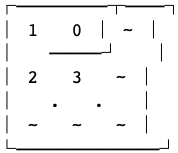 1 0 ~
2 3 ~
. .
~ ~ ~